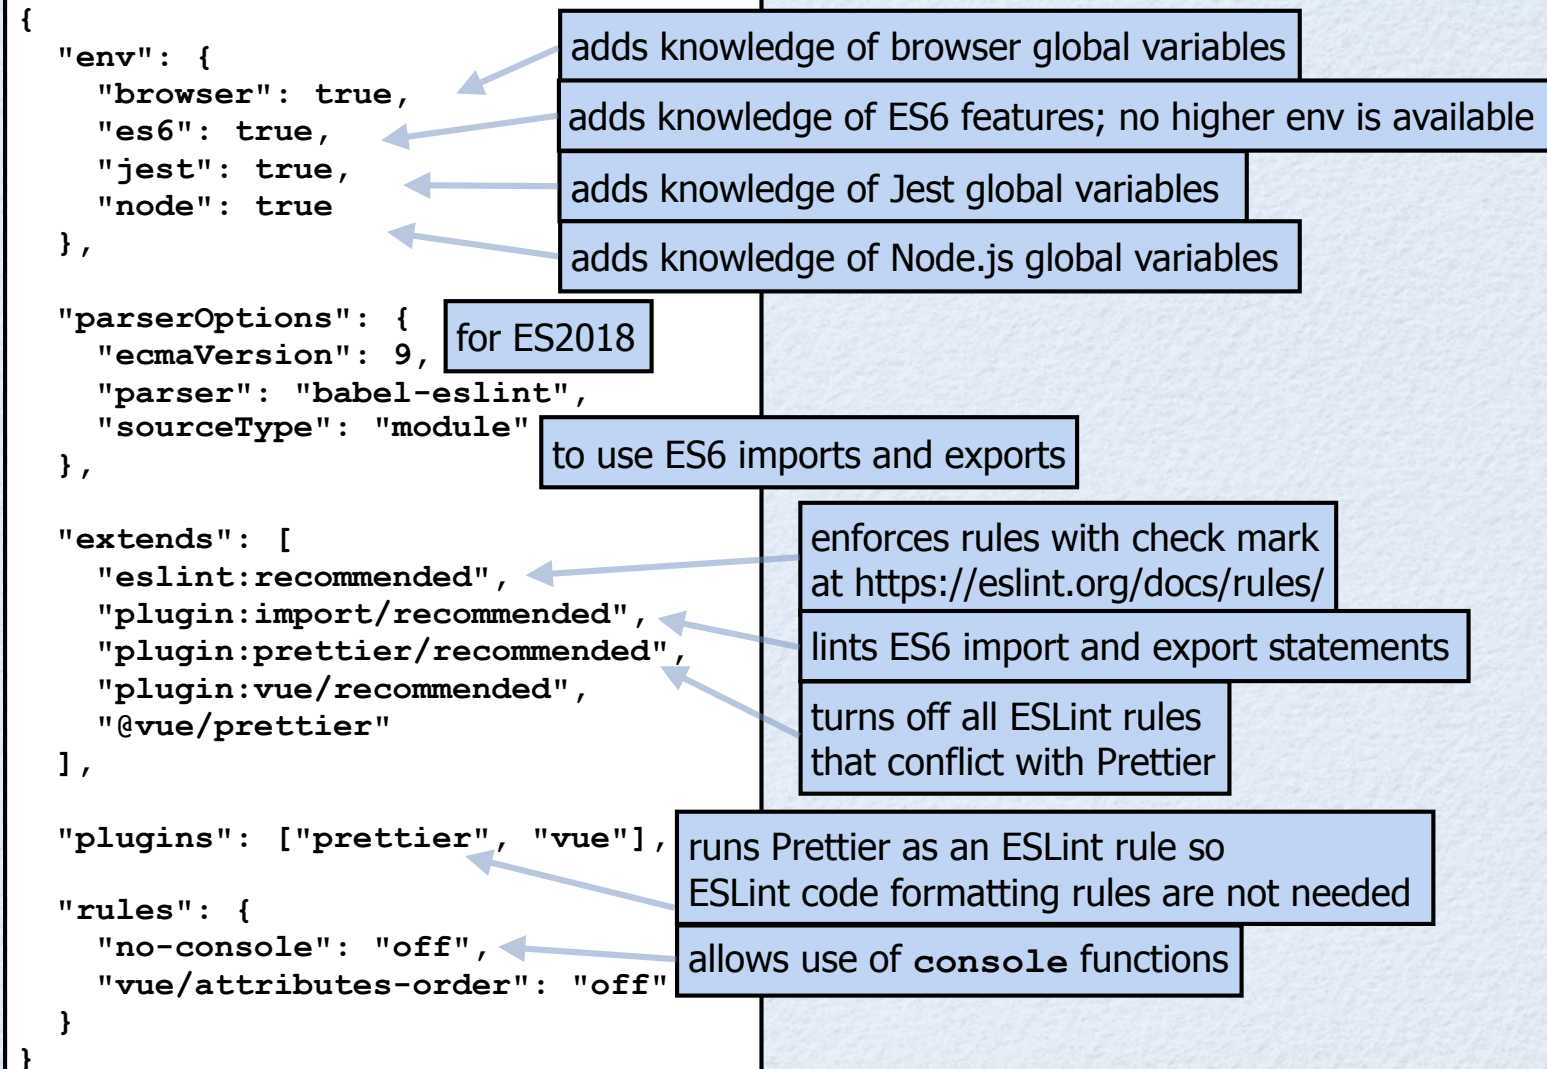 {
"env": {
"browser": true,
"es6": true,
"jest": true,
"node": true
},
adds knowledge of browser global variables
adds knowledge of ES6 features; no higher env is available
adds knowledge of Jest global variables
adds knowledge of Node.js global variables
"parserOptions": {
"ecmaVersion": 9,
"parser": "babel-eslint",
"sourceType": "module"
},
for ES2018
to use ES6 imports and exports
"extends": [
"eslint:recommended",
"plugin:import/recommended",
"plugin:prettier/recommended",
"plugin:vue/recommended",
"@vue/prettier"
],
enforces rules with check mark
at https://eslint.org/docs/rules/
lints ES6 import and export statements
turns off all ESLint rules
that conflict with Prettier
"plugins": ["prettier", "vue"],
runs Prettier as an ESLint rule so
ESLint code formatting rules are not needed
"rules": {
"no-console": "off",
"vue/attributes-order": "off"
}
}
allows use of console functions